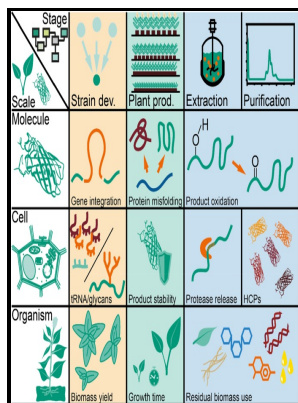 Stage
Scale
Strain dev.
Plant prod.
Extraction
Purification
Molecule
Gene integration
Protein misfolding
Product oxidation
H
O
O
Cell
tRNA/glycans
Product stability
Protease release
HCPs
Organism
Biomass yield
Growth time
Residual biomass use